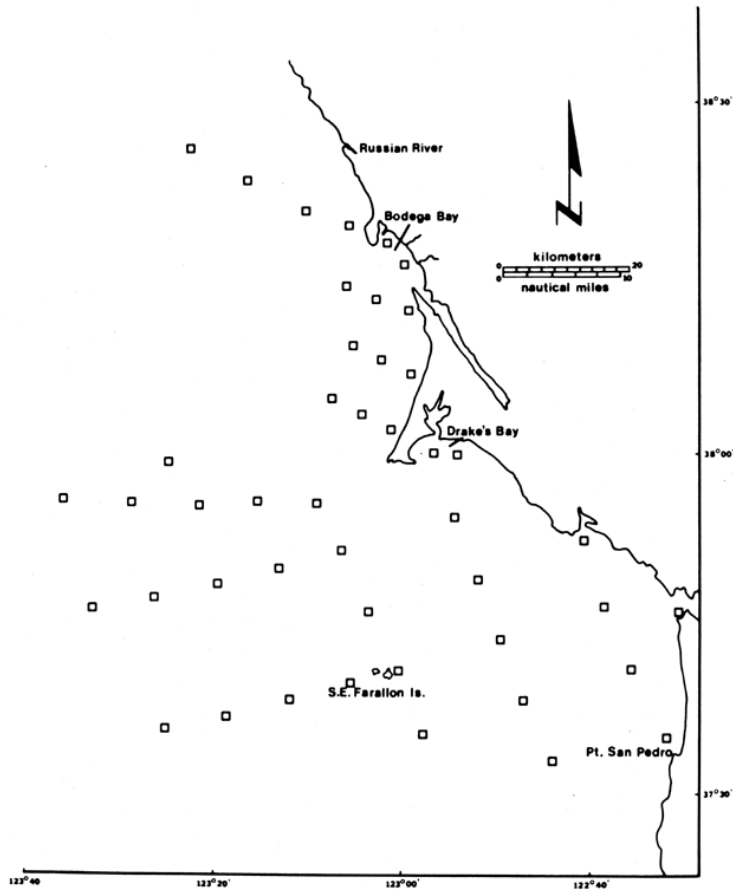 38°30'
Russian River
Bodega Bay
kilometers
0 20
0 10
nautical miles
Drake's Bay
38°00'
S.E. Farallon Is.
Pt. San Pedro
37°30'
123°40' 123°20' 123°00' 122°40'